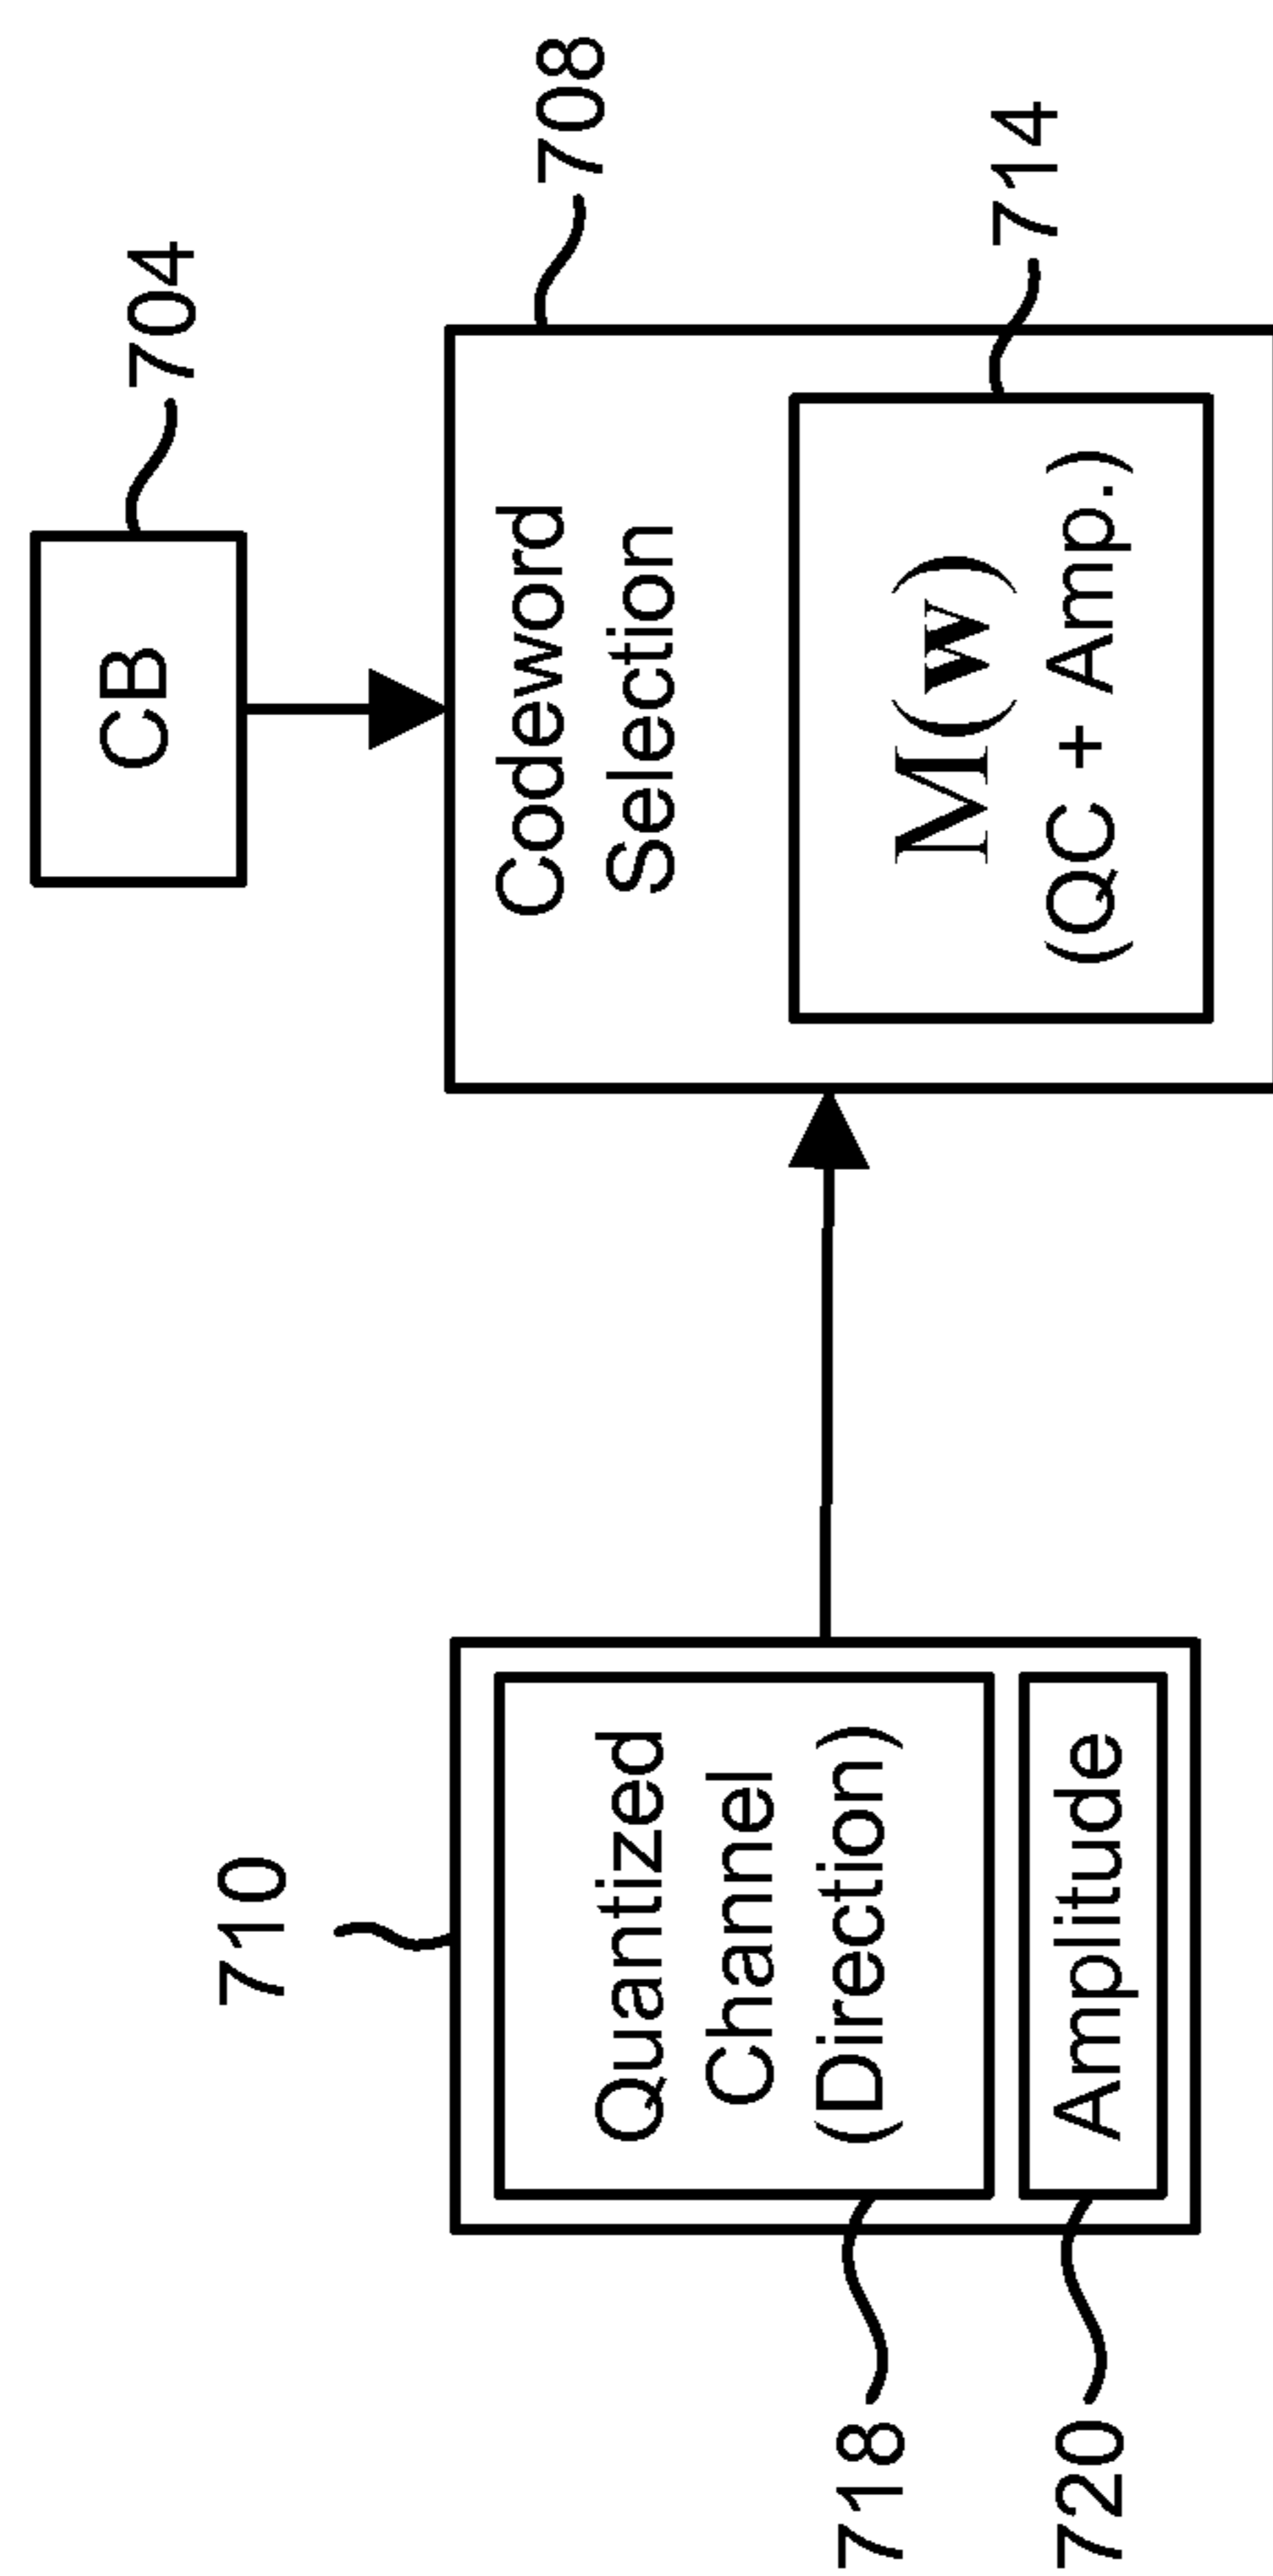 CB
704
708
Codeword
Selection
M(w)
(QC + Amp.)
714
710
Quantized
Channel
(Direction)
Amplitude
718
720